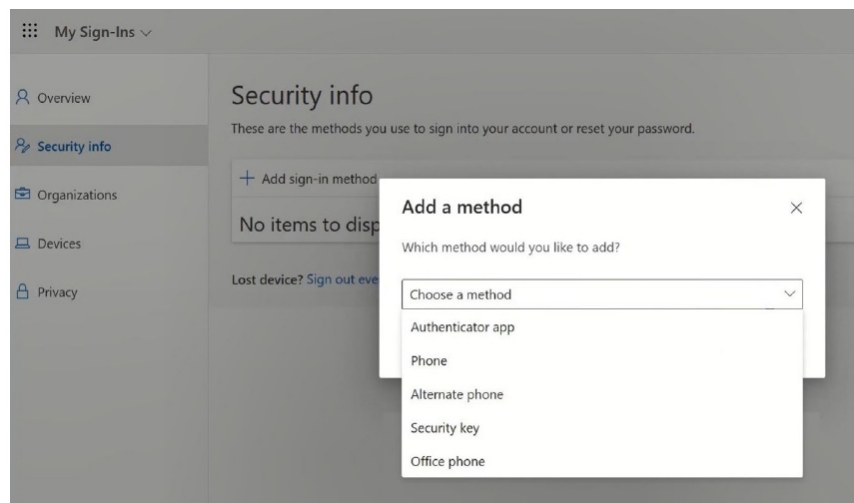 My Sign-Ins
Overview
Security info
Organizations
Devices
Privacy
Security info
These are the methods you use to sign into your account or reset your password.
+ Add sign-in method
No items to disp
Lost device? Sign out eve
Add a method
Which method would you like to add?
Choose a method
Authenticator app
Phone
Alternate phone
Security key
Office phone